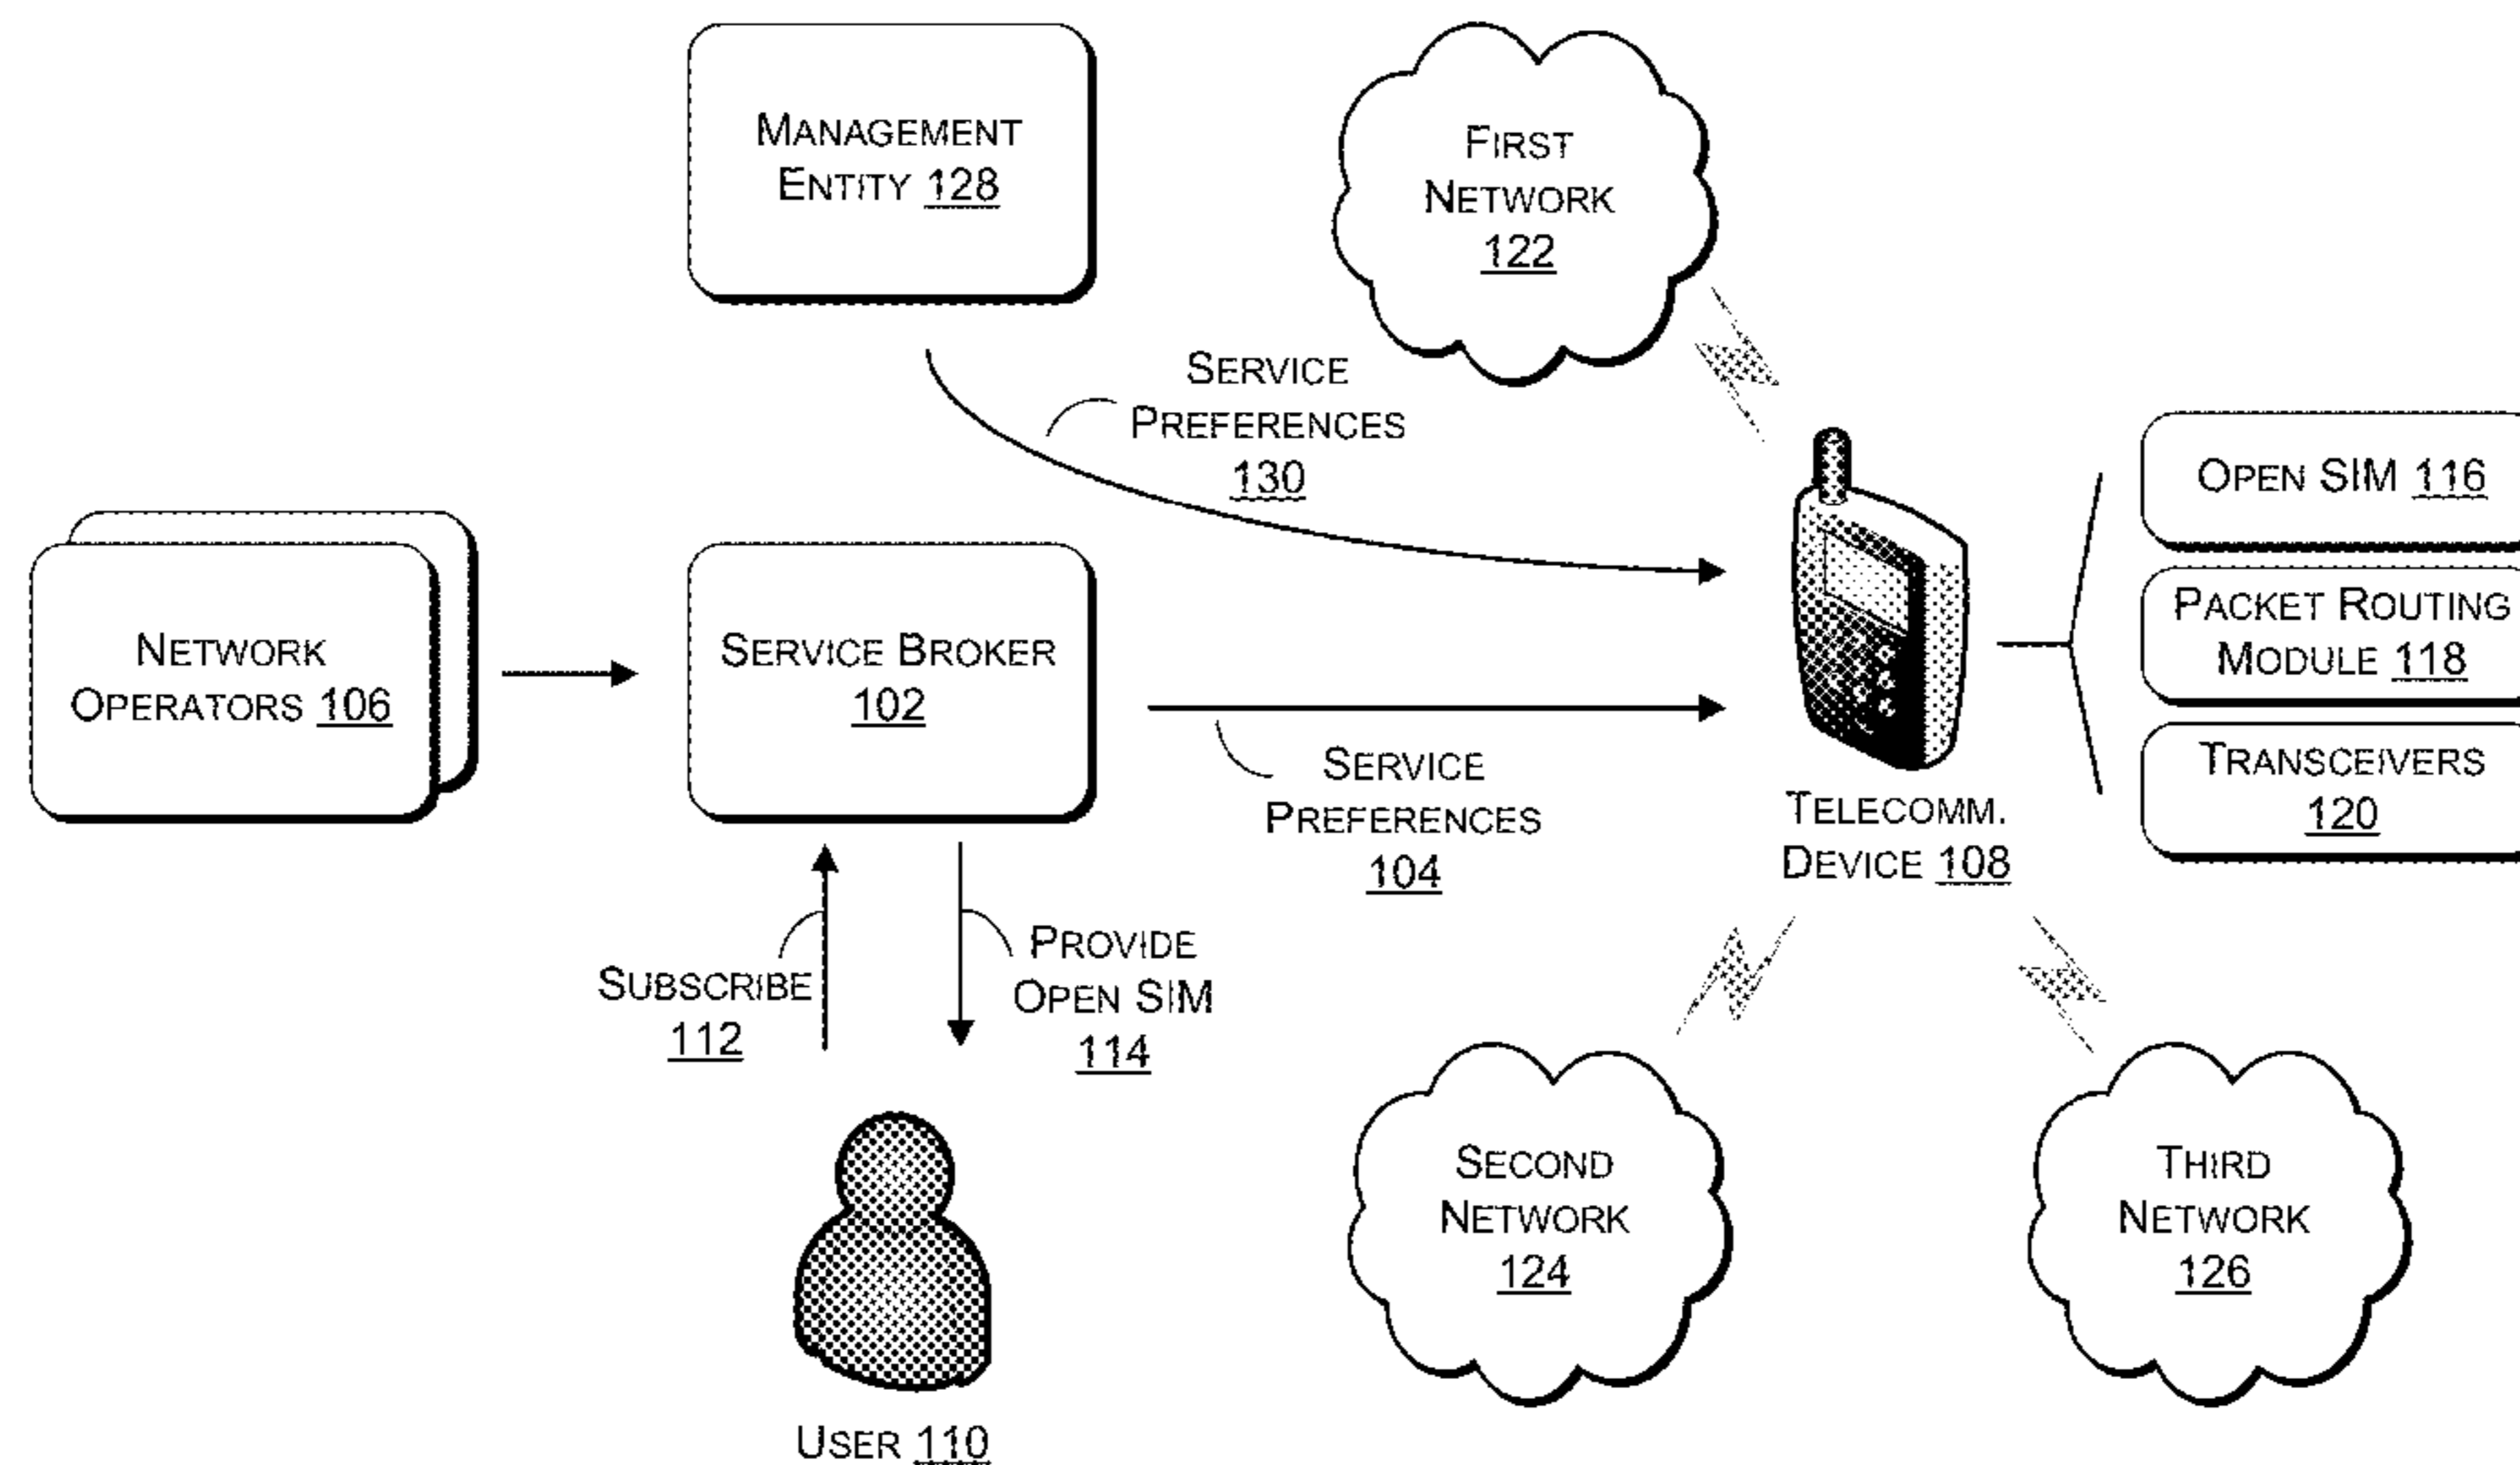 MANAGEMENT
ENTITY 128
FIRST
NETWORK
122
SERVICE
PREFERENCES
130
OPEN SIM 116
PACKET ROUTING
MODULE 118
TRANSCEIVERS
120
NETWORK
OPERATORS 106
SERVICE BROKER
102
SERVICE
PREFERENCES
104
TELECOMM.
DEVICE 108
SUBSCRIBE
112
PROVIDE
OPEN SIM
114
SECOND
NETWORK
124
THIRD
NETWORK
126
USER 110